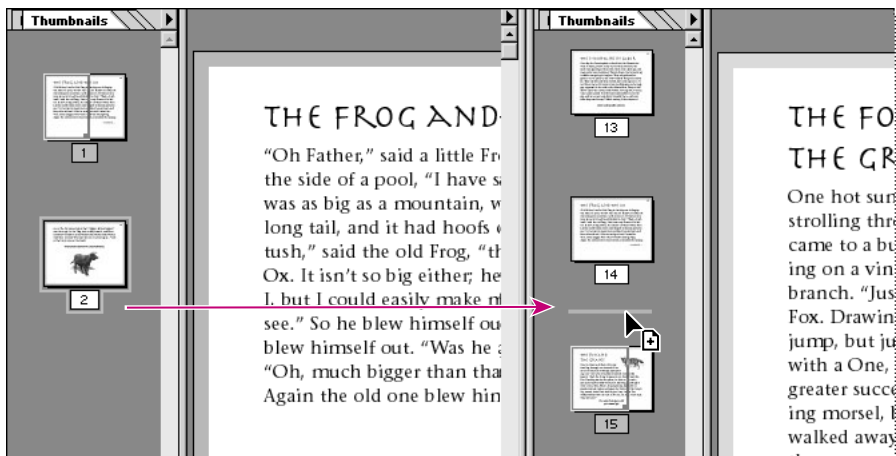 Thumbnails
1
2
THE FROG AND
“Oh Father,” said a little Fr
the side of a pool, “I have s
was as big as a mountain, w
long tail, and it had hoofs
tush,” said the old Frog, “th
Ox. It isn’t so big either; he
I, but I could easily make m
see.” So he blew himself ou
blew himself out. “Was he a
“Oh, much bigger than tha
Again the old one blew hin
Thumbnails
13
14
15
THE FO
THE GR
One hot sun
strolling thr
came to a bu
ing on a vin
branch. “Jus
Fox. Drawin
jump, but ju
with a One,
greater succe
ing morsel, b
walked away